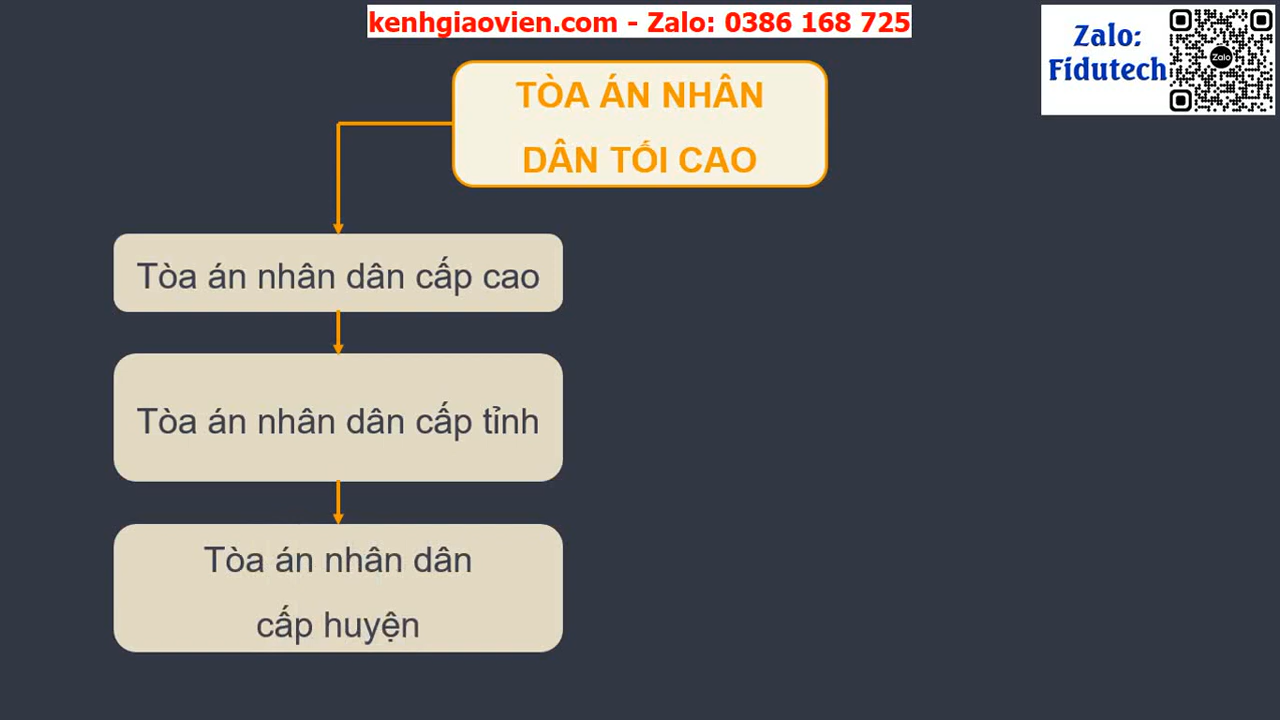 kenhgiaovien.com - Zalo: 0386 168 725
Zalo:
Fidutech
Zalo
TÒA ÁN NHÂN
DÂN TỐI CAO
Tòa án nhân dân cấp cao
Tòa án nhân dân cấp tỉnh
Tòa án nhân dân
cấp huyện